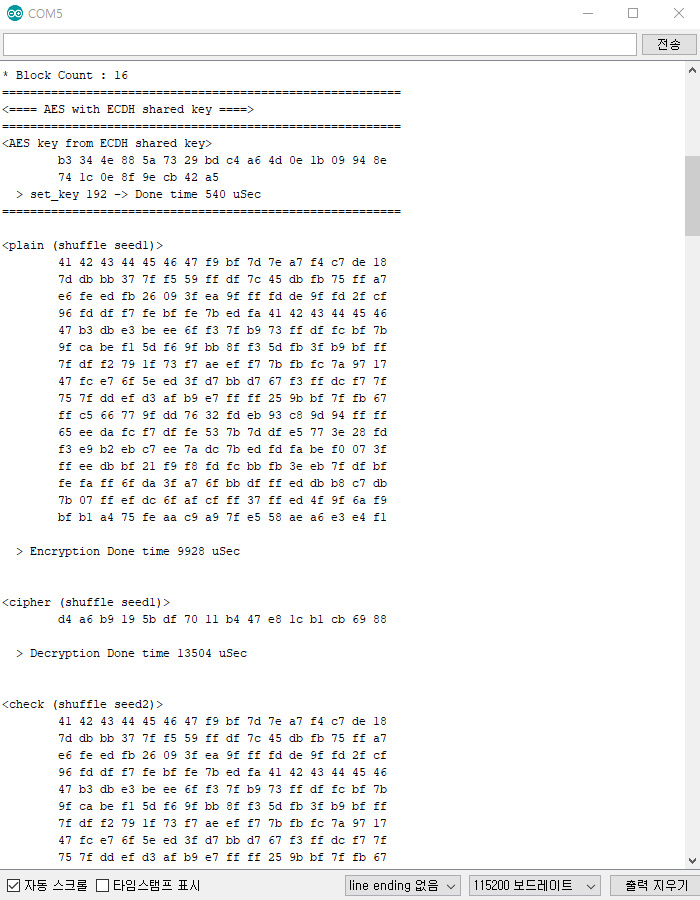 COM5
전송
* Block Count : 16
=========================================================
<==== AES with ECDH shared key ====>
=========================================================
<AES key from ECDH shared key>
b3 34 4e 88 5a 73 29 bd c4 a6 4d 0e 1b 09 94 8e
74 1c 0e 8f 9e cb 42 a5
> set_key 192 -> Done time 540 uSec
=========================================================
<plain (shuffle seed1)>
41 42 43 44 45 46 47 f9 bf 7d 7e a7 f4 c7 de 18
7d db bb 37 7f f5 59 ff df 7c 45 db fb 75 ff a7
e6 fe ed fb 26 09 3f ea 9f ff fd de 9f fd 2f cf
96 fd df f7 fe bf fe 7b ed fa 41 42 43 44 45 46
47 b3 db e3 be ee 6f f3 7f b9 73 ff df fc bf 7b
9f ca be f1 5d f6 9f bb 8f f3 5d fb 3f b9 bf ff
7f df f2 79 1f 73 f7 ae ef f7 7b fb fc 7a 97 17
47 fc e7 6f 5e ed 3f d7 bb d7 67 f3 ff dc f7 7f
75 7f dd ef d3 af b9 e7 ff ff 25 9b bf 7f fb 67
ff c5 66 77 9f dd 76 32 fd eb 93 c8 9d 94 ff ff
65 ee da fc f7 df fe 53 7b 7d df e5 77 3e 28 fd
f3 e9 b2 eb c7 ee 7a dc 7b ed fd fa be f0 07 3f
ff ee db bf 21 f9 f8 fd fc bb fb 3e eb 7f df bf
fe fa ff 6f da 3f a7 6f bb df ff ed db b8 c7 db
7b 07 ff ef dc 6f af cf ff 37 ff ed 4f 9f 6a f9
bf b1 a4 75 fe aa c9 a9 7f e5 58 ae a6 e3 e4 f1
> Encryption Done time 9928 uSec
<cipher (shuffle seed1)>
d4 a6 b9 19 5b df 70 11 b4 47 e8 1c b1 cb 69 88
> Decryption Done time 13504 uSec
<check (shuffle seed2)>
41 42 43 44 45 46 47 f9 bf 7d 7e a7 f4 c7 de 18
7d db bb 37 7f f5 59 ff df 7c 45 db fb 75 ff a7
e6 fe ed fb 26 09 3f ea 9f ff fd de 9f fd 2f cf
96 fd df f7 fe bf fe 7b ed fa 41 42 43 44 45 46
47 b3 db e3 be ee 6f f3 7f b9 73 ff df fc bf 7b
9f ca be f1 5d f6 9f bb 8f f3 5d fb 3f b9 bf ff
7f df f2 79 1f 73 f7 ae ef f7 7b fb fc 7a 97 17
47 fc e7 6f 5e ed 3f d7 bb d7 67 f3 ff dc f7 7f
75 7f dd ef d3 af b9 e7 ff ff 25 9b bf 7f fb 67
자동 스크롤 타임스탬프 표시 line ending 없음 115200 보드레이트 출력 지우기